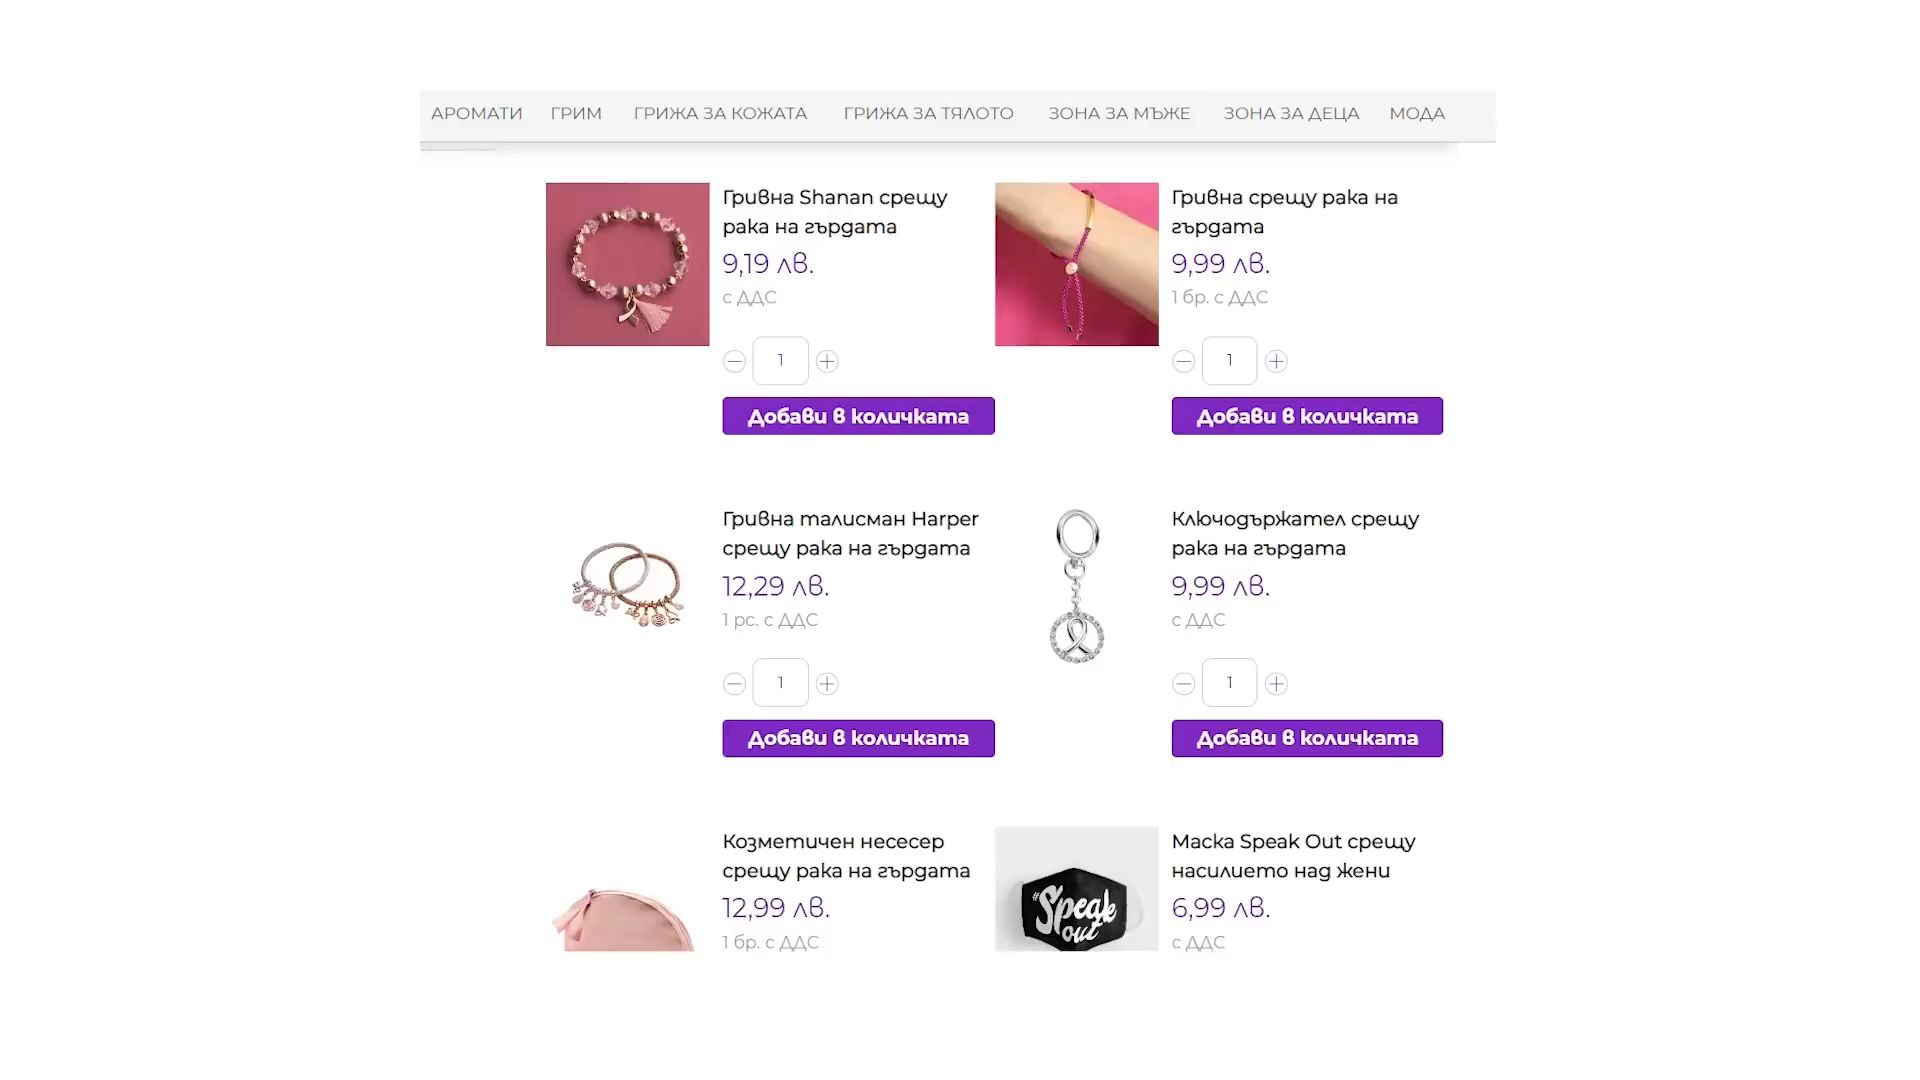 АРОМАТИ ГРИМ ГРИЖА ЗА КОЖАТА ГРИЖА ЗА ТЯЛОТО ЗОНА ЗА МЪЖЕ ЗОНА ЗА ДЕЦА МОДА
Гривна Shanan срещу
рака на гърдата
9,19 лв.
с ДДС
1
Добави в количката
Гривна срещу рака на
гърдата
9,99 лв.
1 бр. с ДДС
1
Добави в количката
Гривна талисман Harper
срещу рака на гърдата
12,29 лв.
1 pc. с ДДС
1
Добави в количката
Ключодържател срещу
рака на гърдата
9,99 лв.
с ДДС
1
Добави в количката
Козметичен несесер
срещу рака на гърдата
12,99 лв.
1 бр. с ДДС
#Speak
out
Маска Speak Out срещу
насилието над жени
6,99 лв.
с ДДС